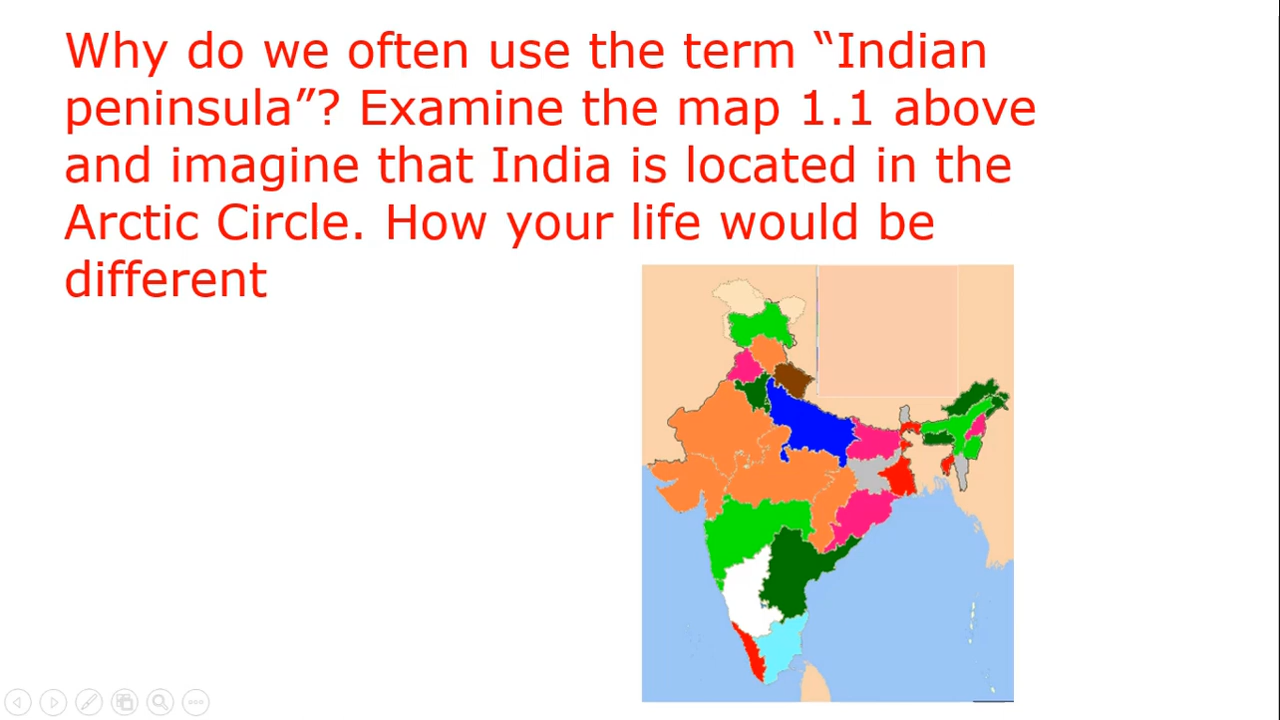 Why do we often use the term “Indian
peninsula”? Examine the map 1.1 above
and imagine that India is located in the
Arctic Circle. How your life would be
different